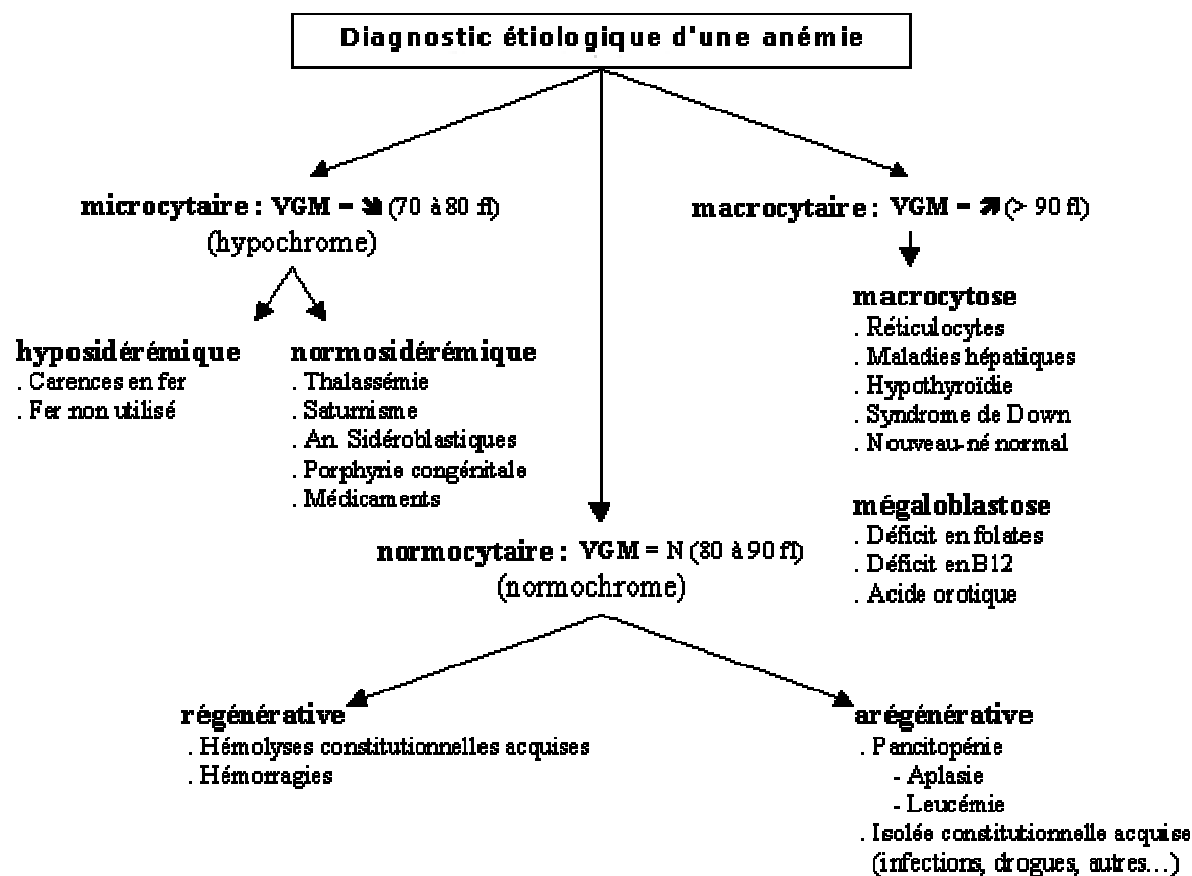 Diagnostic étiologique d'une anémie
microcytaire : VGM = ↘ (70 à 80 fl)
(hypochrome)
macrocytaire : VGM = ↗ (> 90 fl)
hyposidérémique
. Carences en fer
. Fer non utilisé
normosidérémique
. Thalassémie
. Saturnisme
. An. Sidéroblastiques
. Porphyrie congénitale
. Médicaments
macrocytose
. Réticulocytes
. Maladies hépatiques
. Hypothyroïdie
. Syndrome de Down
. Nouveau-né normal
mégaloblastose
. Déficit en folates
. Déficit en B12
. Acide orotique
normocytaire : VGM = N (80 à 90 fl)
(normochrome)
régénérative
. Hémolyses constitutionnelles acquises
. Hémorragies
arégénérative
. Pancitopénie
- Aplasie
- Leucémie
. Isolée constitutionnelle acquise
(infections, drogues, autres...)